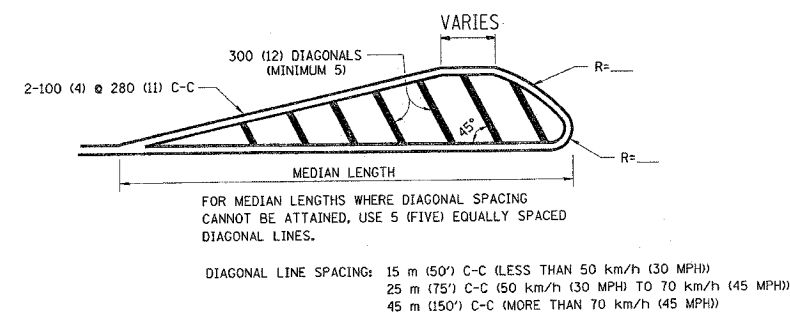 VARIES
300 (12) DIAGONALS
(MINIMUM 5)
R=___
2-100 (4) @ 280 (11) C-C
45°
R=___
MEDIAN LENGTH
FOR MEDIAN LENGTHS WHERE DIAGONAL SPACING
CANNOT BE ATTAINED, USE 5 (FIVE) EQUALLY SPACED
DIAGONAL LINES.
DIAGONAL LINE SPACING: 15 m (50') C-C (LESS THAN 50 km/h (30 MPH))
25 m (75') C-C (50 km/h (30 MPH) TO 70 km/h (45 MPH))
45 m (150') C-C (MORE THAN 70 km/h (45 MPH))